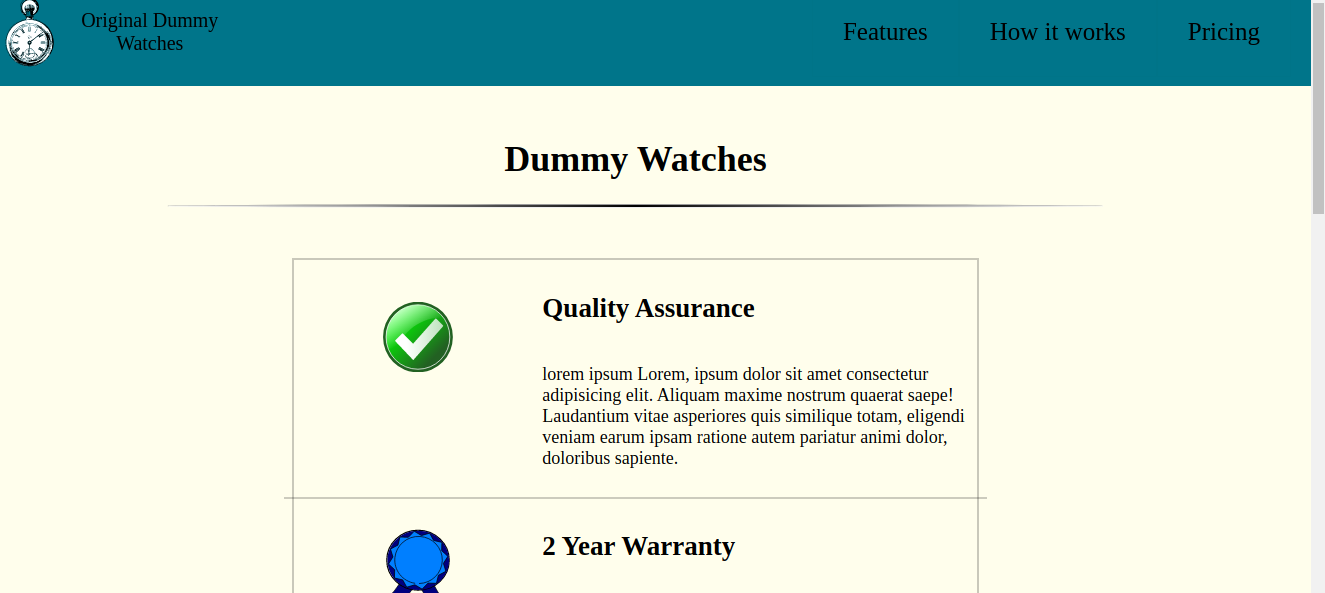 Original Dummy
Watches
Features
How it works
Pricing
Dummy Watches
Quality Assurance
lorem ipsum Lorem, ipsum dolor sit amet consectetur
adipisicing elit. Aliquam maxime nostrum quaerat saepe!
Laudantium vitae asperiores quis similique totam, eligendi
veniam earum ipsam ratione autem pariatur animi dolor,
doloribus sapiente.
2 Year Warranty